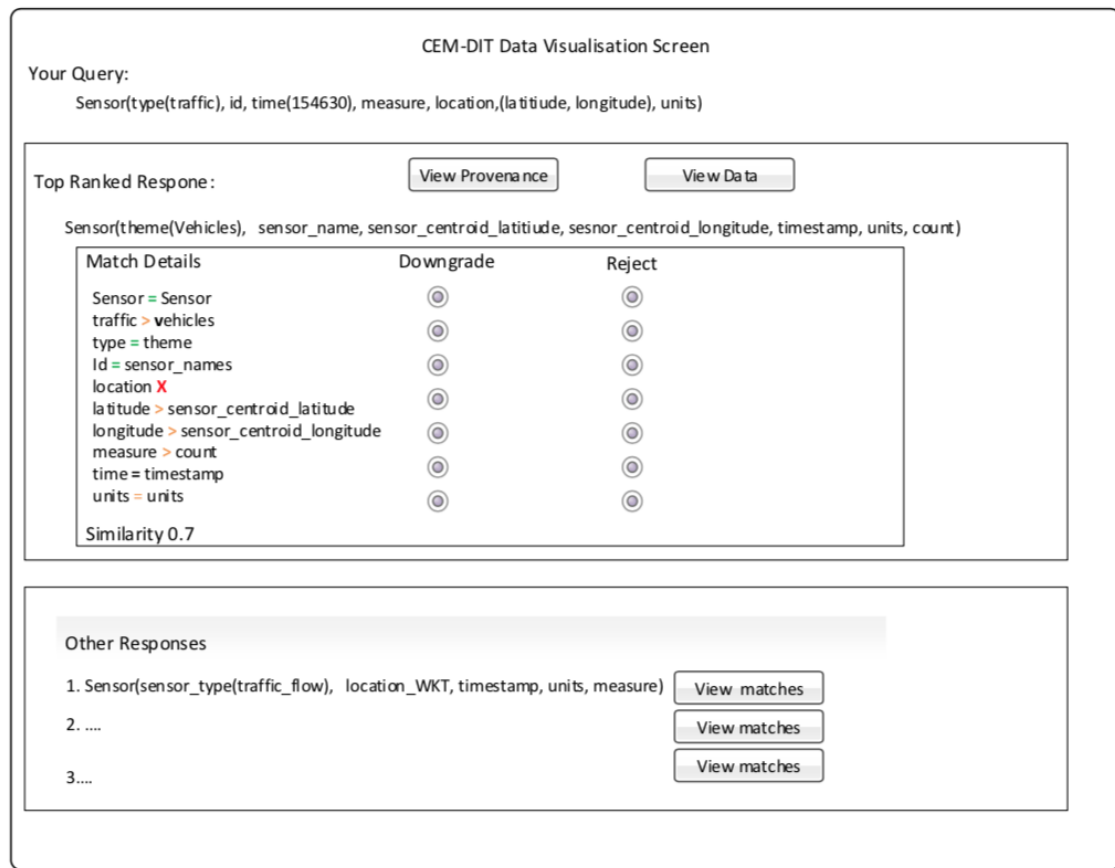 CEM-DIT Data Visualisation Screen
Your Query:
Sensor(type(traffic), id, time(154630), measure, location,(latitiude, longitude), units)
Top Ranked Respone:
View Provenance
View Data
Sensor(theme(Vehicles), sensor_name, sensor_centroid_latitiude, sesnor_centroid_longitude, timestamp, units, count)
Match Details Downgrade Reject
Sensor = Sensor
traffic > vehicles
type = theme
Id = sensor_names
location X
latitude > sensor_centroid_latitude
longitude > sensor_centroid_longitude
measure > count
time = timestamp
units = units
Similarity 0.7
Other Responses
1. Sensor(sensor_type(traffic_flow), location_WKT, timestamp, units, measure) View matches
2. .... View matches
3.... View matches